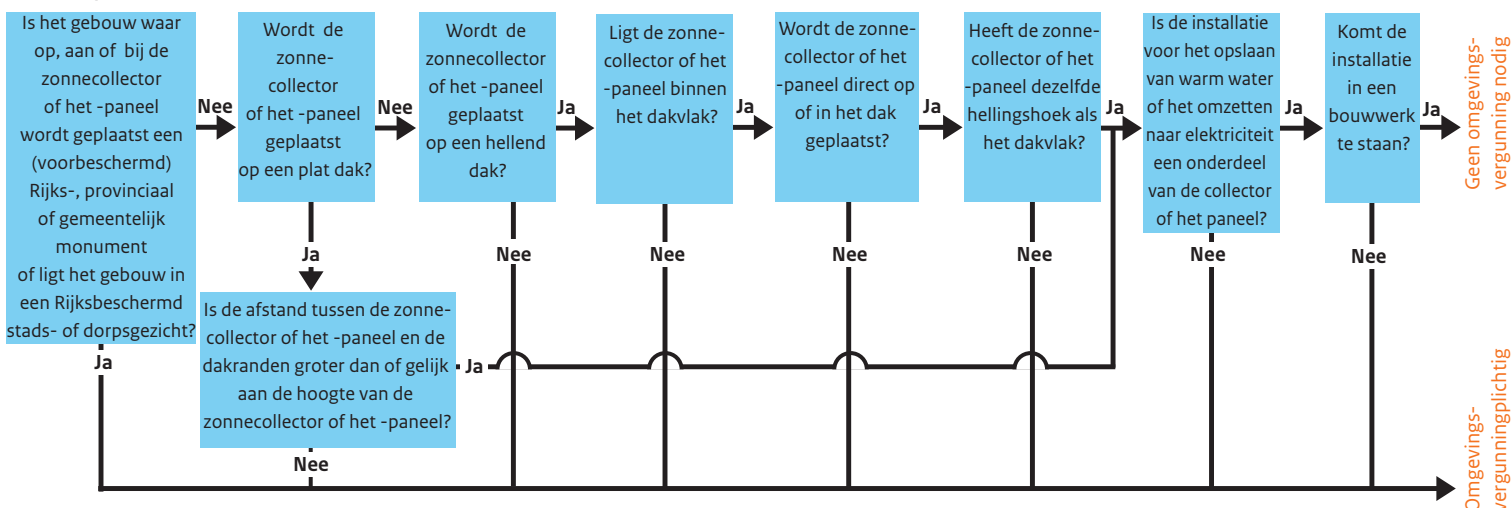 Is het gebouw waar
op, aan of bij de
zonnecollector
of het -paneel
wordt geplaatst een
(voorbeschermd)
Rijks-, provinciaal
of gemeentelijk
monument
of ligt het gebouw in
een Rijksbeschermd
stads- of dorpsgezicht?
Nee
Ja
Wordt de
zonne-
collector
of het -paneel
geplaatst
op een plat dak?
Nee
Ja
Is de afstand tussen de zonne-
collector of het -paneel en de
dakranden groter dan of gelijk
aan de hoogte van de
zonnecollector of het -paneel?
Ja
Nee
Wordt de
zonnecollector
of het -paneel
geplaatst
op een hellend
dak?
Ja
Nee
Ligt de zonne-
collector of het
-paneel binnen
het dakvlak?
Ja
Nee
Wordt de zonne-
collector of het
-paneel direct op
of in het dak
geplaatst?
Ja
Nee
Heeft de zonne-
collector of het
-paneel dezelfde
hellingshoek als
het dakvlak?
Ja
Nee
Is de installatie
voor het opslaan
van warm water
of het omzetten
naar elektriciteit
een onderdeel
van de collector
of het paneel?
Ja
Nee
Komt de
installatie
in een
bouwwerk
te staan?
Ja
Nee
Geen omgevings-
vergunning nodig
Omgevings-
vergunningplichtig